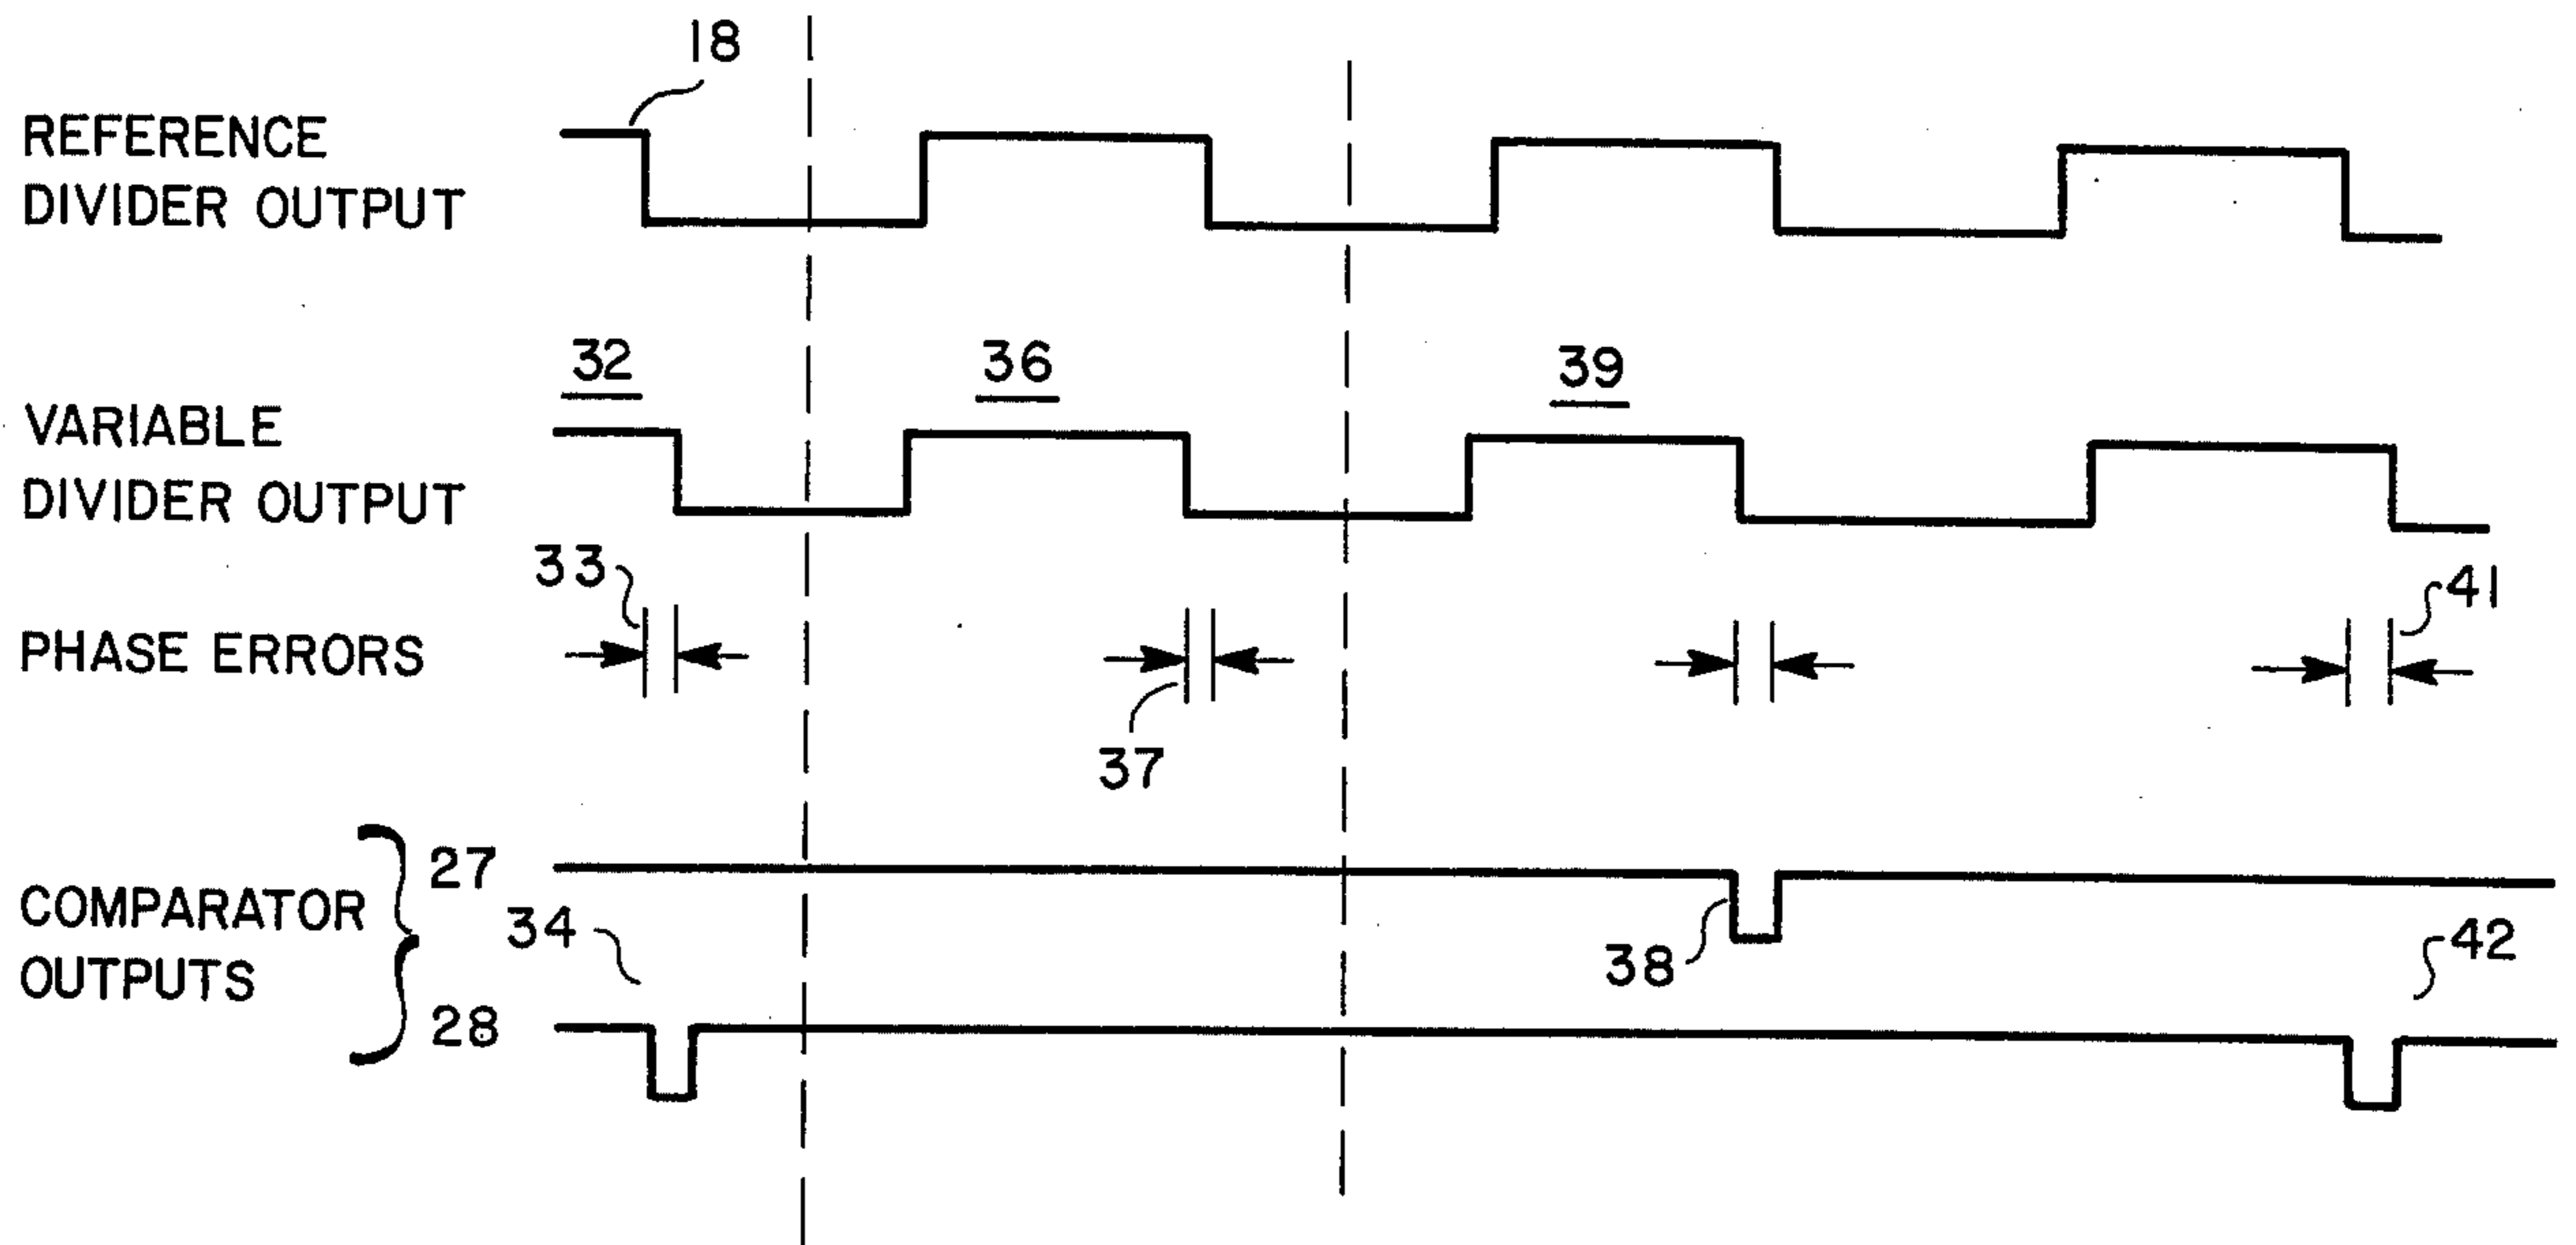 18
REFERENCE
DIVIDER OUTPUT
32 36 39
VARIABLE
DIVIDER OUTPUT
33 41
PHASE ERRORS
37
27
COMPARATOR
OUTPUTS
34 38 42
28